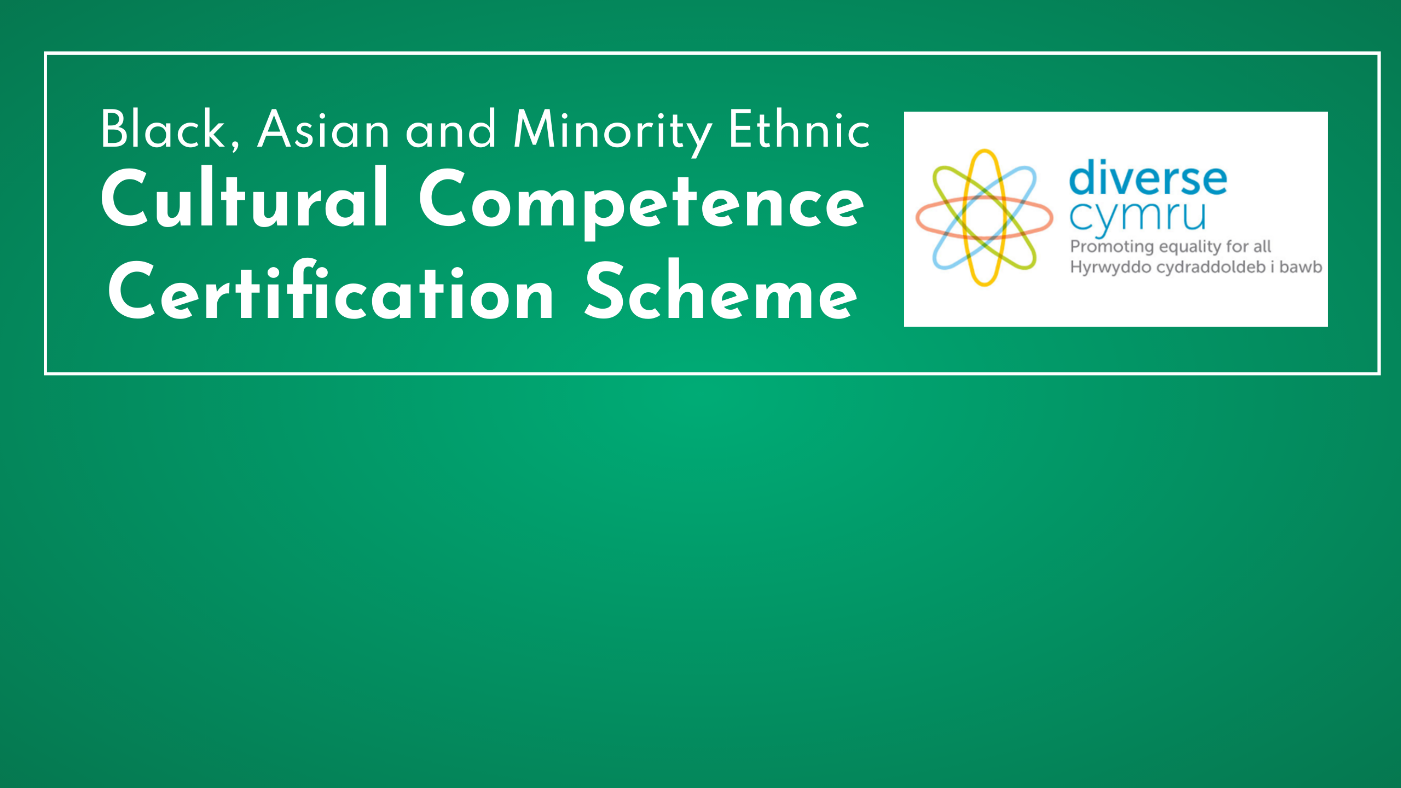 Black, Asian and Minority Ethnic
Cultural Competence
Certification Scheme
diverse
cymru
Promoting equality for all
Hyrwyddo cydraddoldeb i bawb